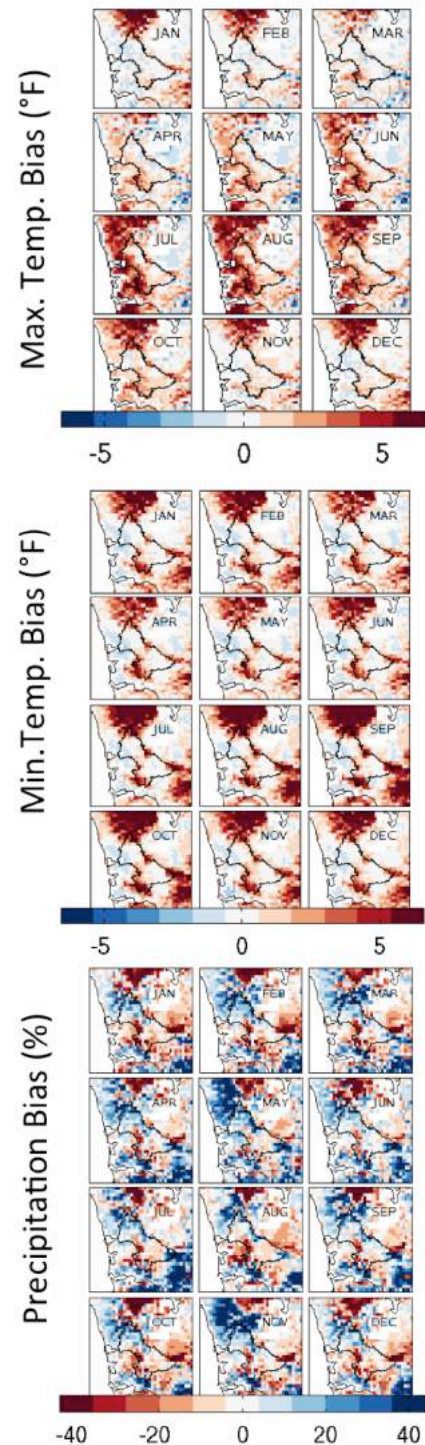 Max. Temp. Bias (°F)
JAN FEB MAR
APR MAY JUN
JUL AUG SEP
OCT NOV DEC
-5 0 5
Min.Temp. Bias (°F)
JAN FEB MAR
APR MAY JUN
JUL AUG SEP
OCT NOV DEC
-5 0 5
Precipitation Bias (%)
JAN FEB MAR
APR MAY JUN
JUL AUG SEP
OCT NOV DEC
-40 -20 0 20 40